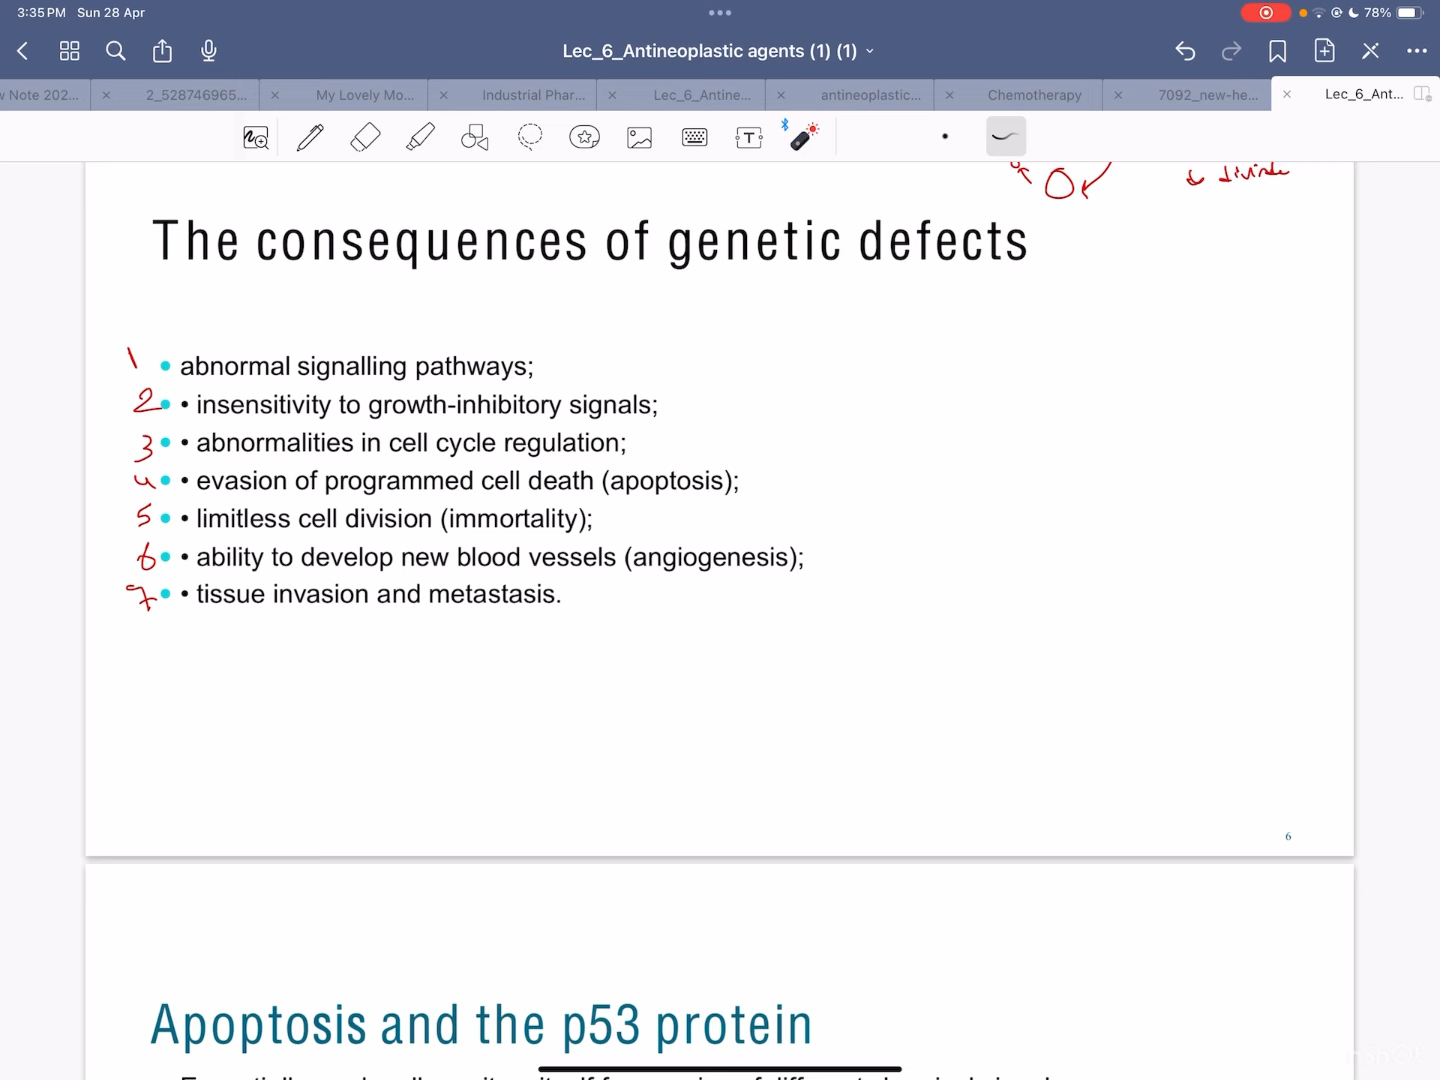 3:35 PM Sun 28 Apr
78%
Lec_6_Antineoplastic agents (1) (1)
w Note 202...
2_528746965...
My Lovely Mo...
Industrial Phar...
Lec_6_Antine...
antineoplastic...
Chemotherapy
7092_new-he...
Lec_6_Ant...
T
divide
The consequences of genetic defects
1 • abnormal signalling pathways;
2 • • insensitivity to growth-inhibitory signals;
3 • • abnormalities in cell cycle regulation;
4 • • evasion of programmed cell death (apoptosis);
5 • • limitless cell division (immortality);
6 • • ability to develop new blood vessels (angiogenesis);
7 • • tissue invasion and metastasis.
6
Apoptosis and the p53 protein